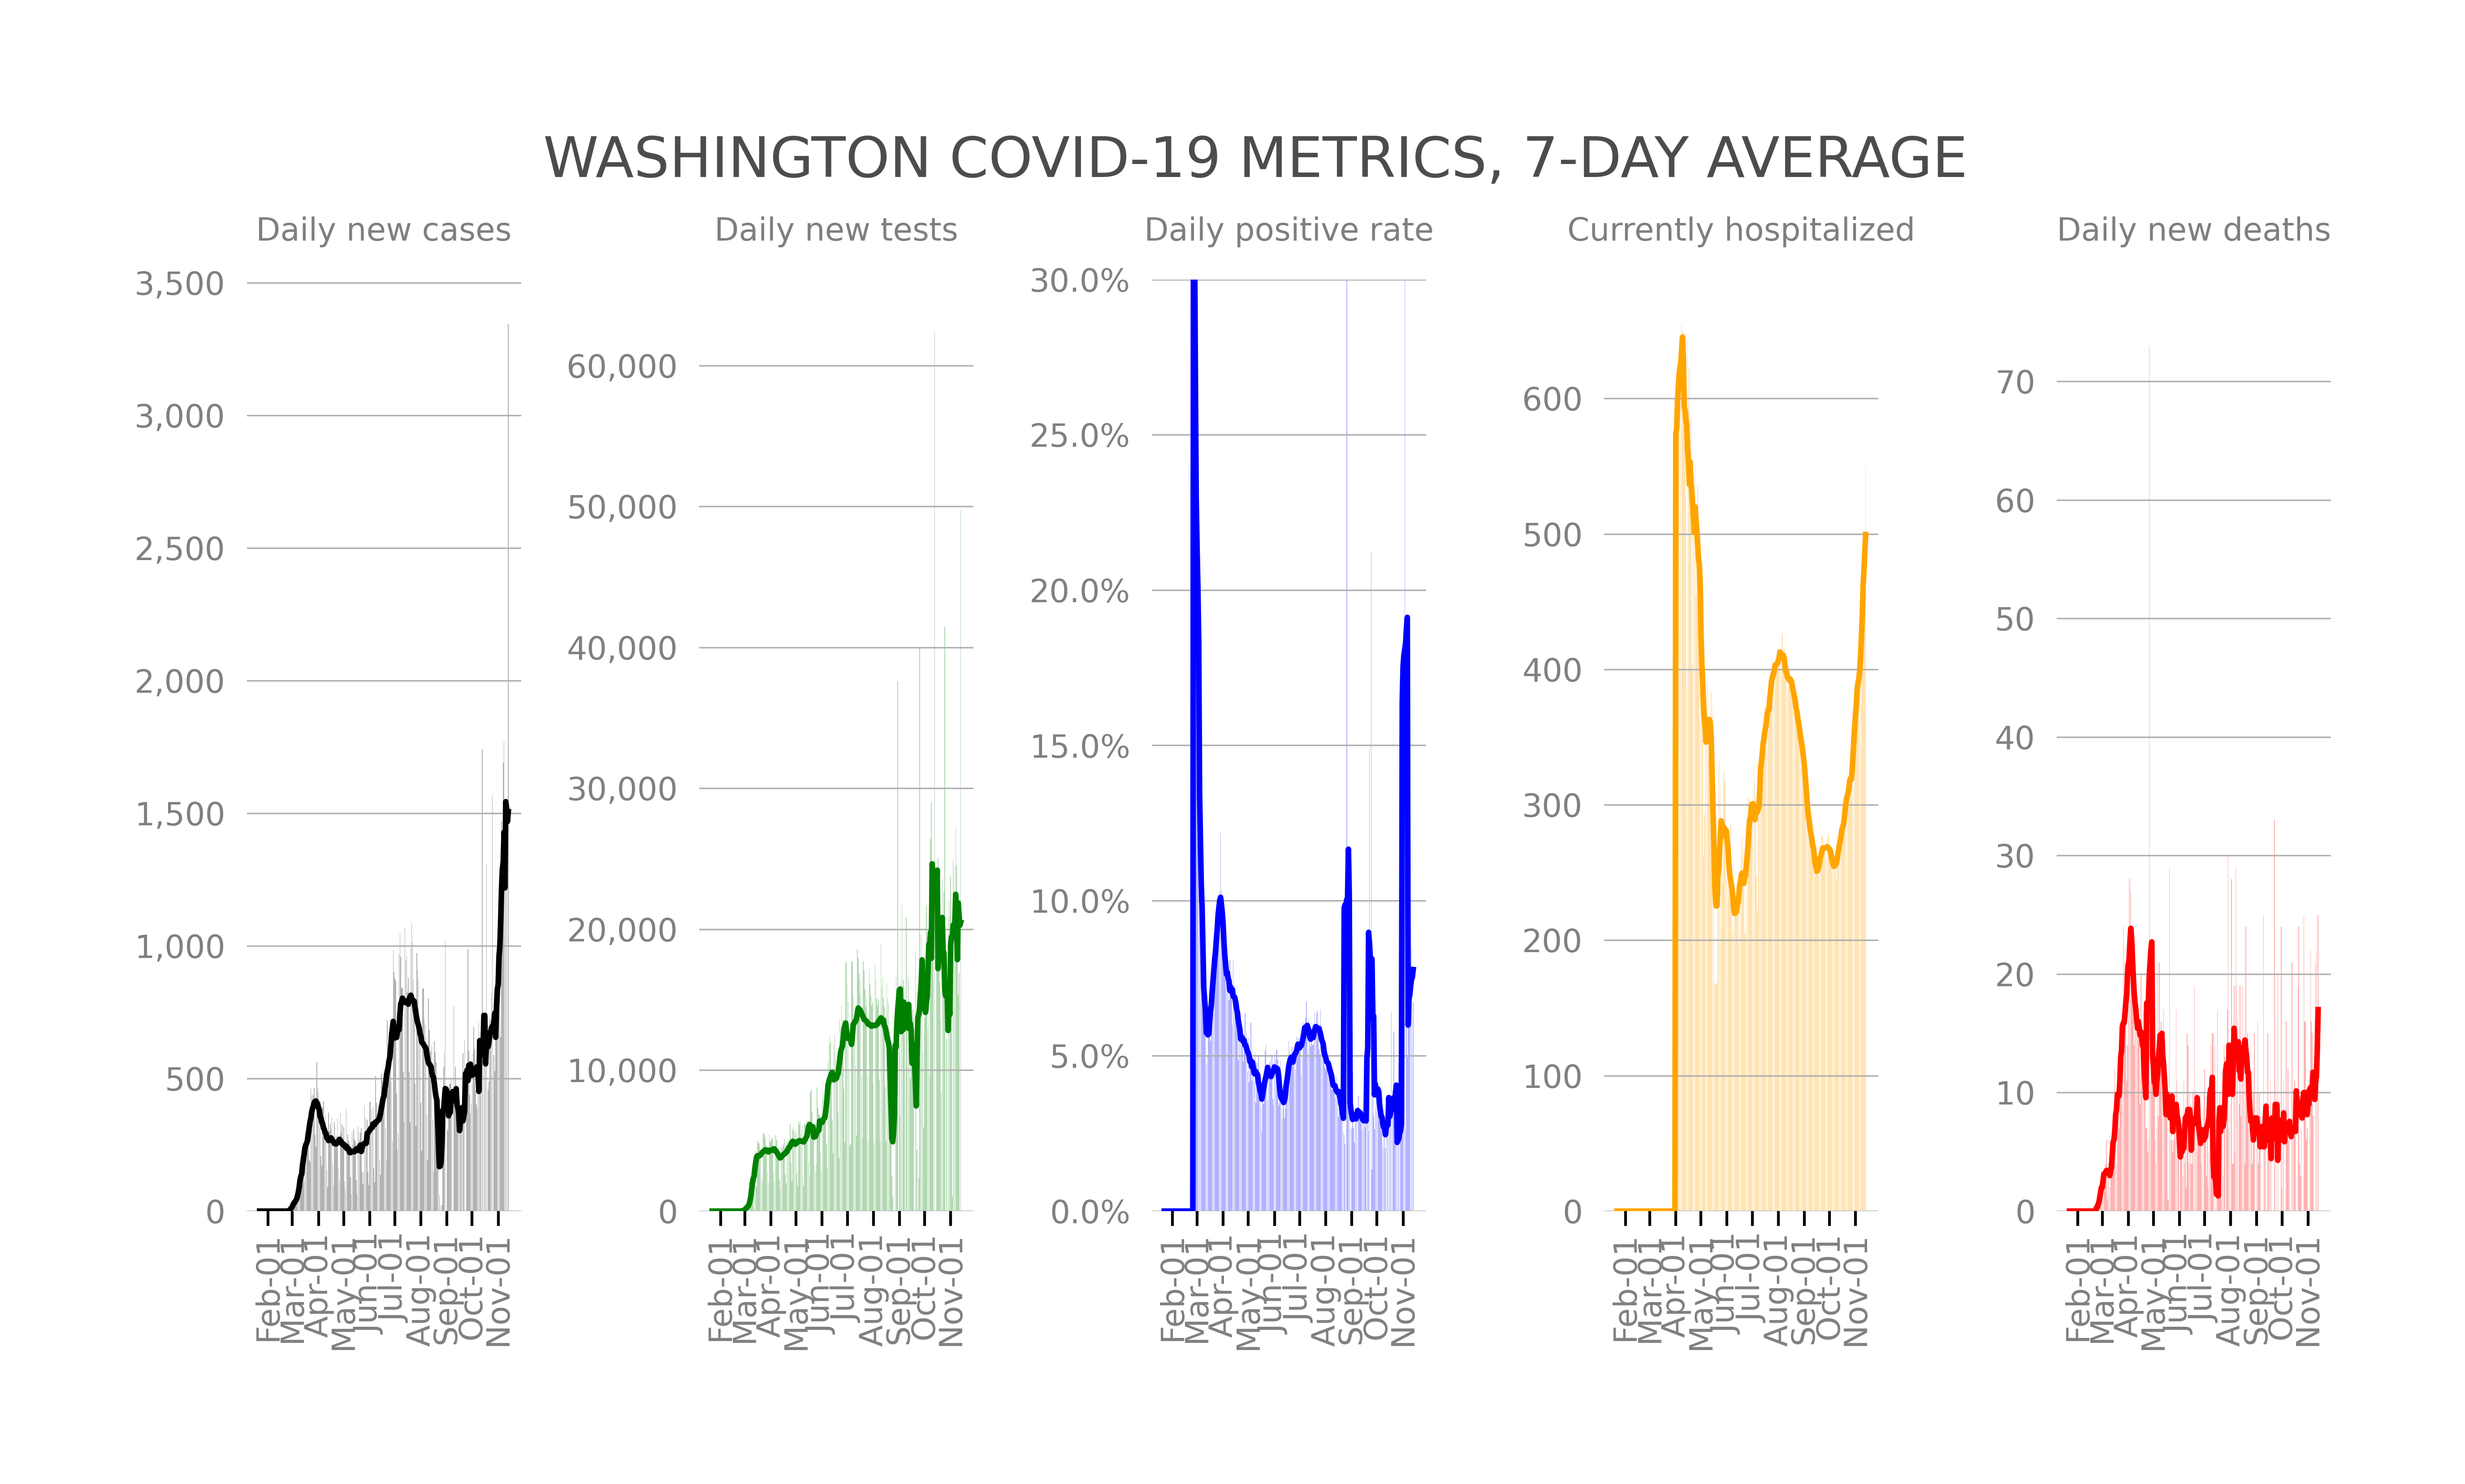 WASHINGTON COVID-19 METRICS, 7-DAY AVERAGE
Daily new cases
3,500
3,000
2,500
2,000
1,500
1,000
500
0
Feb-01
Mar-01
Apr-01
May-01
Jun-01
Jul-01
Aug-01
Sep-01
Oct-01
Nov-01
Daily new tests
60,000
50,000
40,000
30,000
20,000
10,000
0
Feb-01
Mar-01
Apr-01
May-01
Jun-01
Jul-01
Aug-01
Sep-01
Oct-01
Nov-01
Daily positive rate
30.0%
25.0%
20.0%
15.0%
10.0%
5.0%
0.0%
Feb-01
Mar-01
Apr-01
May-01
Jun-01
Jul-01
Aug-01
Sep-01
Oct-01
Nov-01
Currently hospitalized
600
500
400
300
200
100
0
Feb-01
Mar-01
Apr-01
May-01
Jun-01
Jul-01
Aug-01
Sep-01
Oct-01
Nov-01
Daily new deaths
70
60
50
40
30
20
10
0
Feb-01
Mar-01
Apr-01
May-01
Jun-01
Jul-01
Aug-01
Sep-01
Oct-01
Nov-01